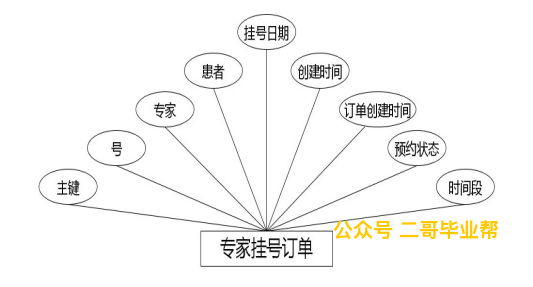 挂号日期
患者
创建时间
专家
订单创建时间
号
预约状态
主键
时间段
专家挂号订单
公众号 二哥毕业帮